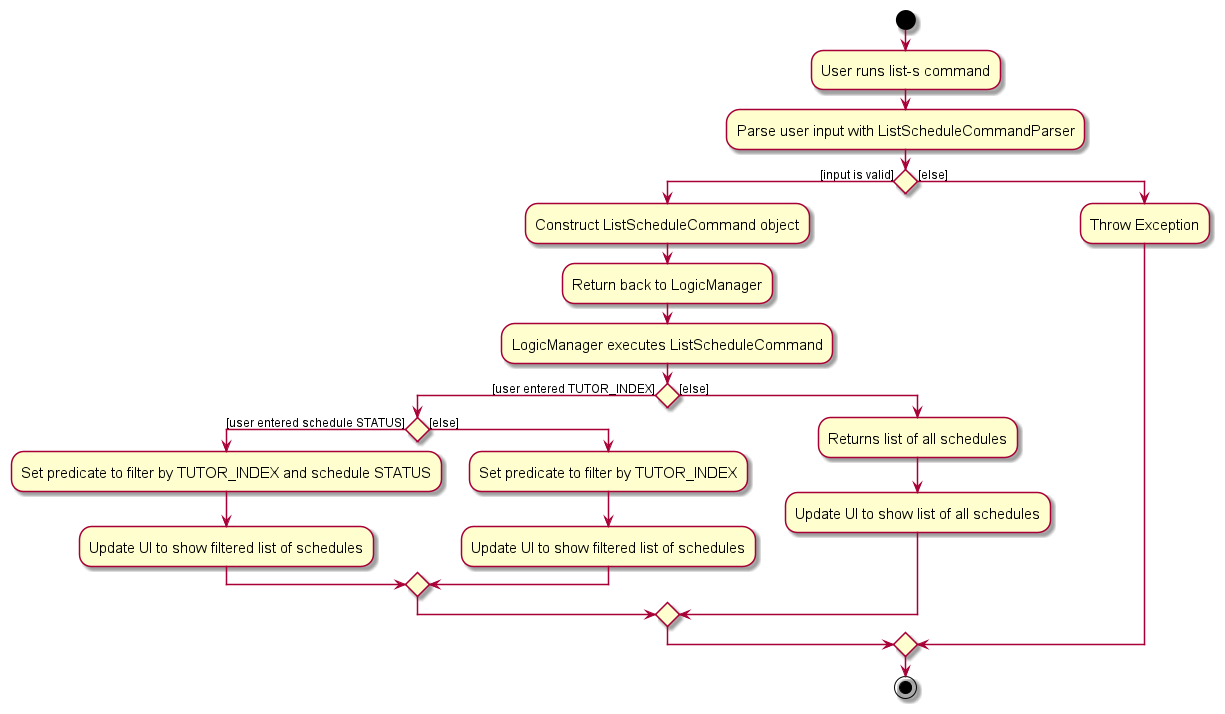 User runs list-s command
Parse user input with ListScheduleCommandParser
[input is valid]
[else]
Construct ListScheduleCommand object
Throw Exception
Return back to LogicManager
LogicManager executes ListScheduleCommand
[user entered TUTOR_INDEX]
[else]
[user entered schedule STATUS]
[else]
Returns list of all schedules
Set predicate to filter by TUTOR_INDEX and schedule STATUS
Set predicate to filter by TUTOR_INDEX
Update UI to show list of all schedules
Update UI to show filtered list of schedules
Update UI to show filtered list of schedules